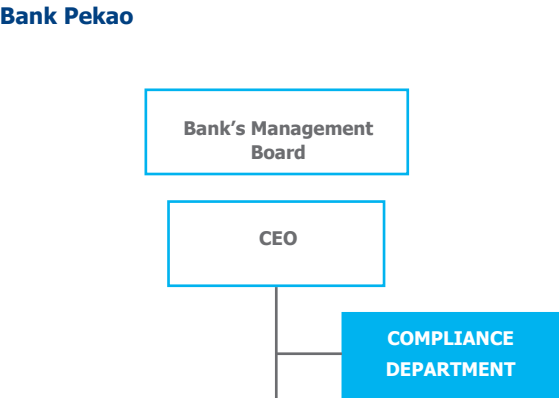 Bank Pekao
Bank’s Management
Board
CEO
COMPLIANCE
DEPARTMENT